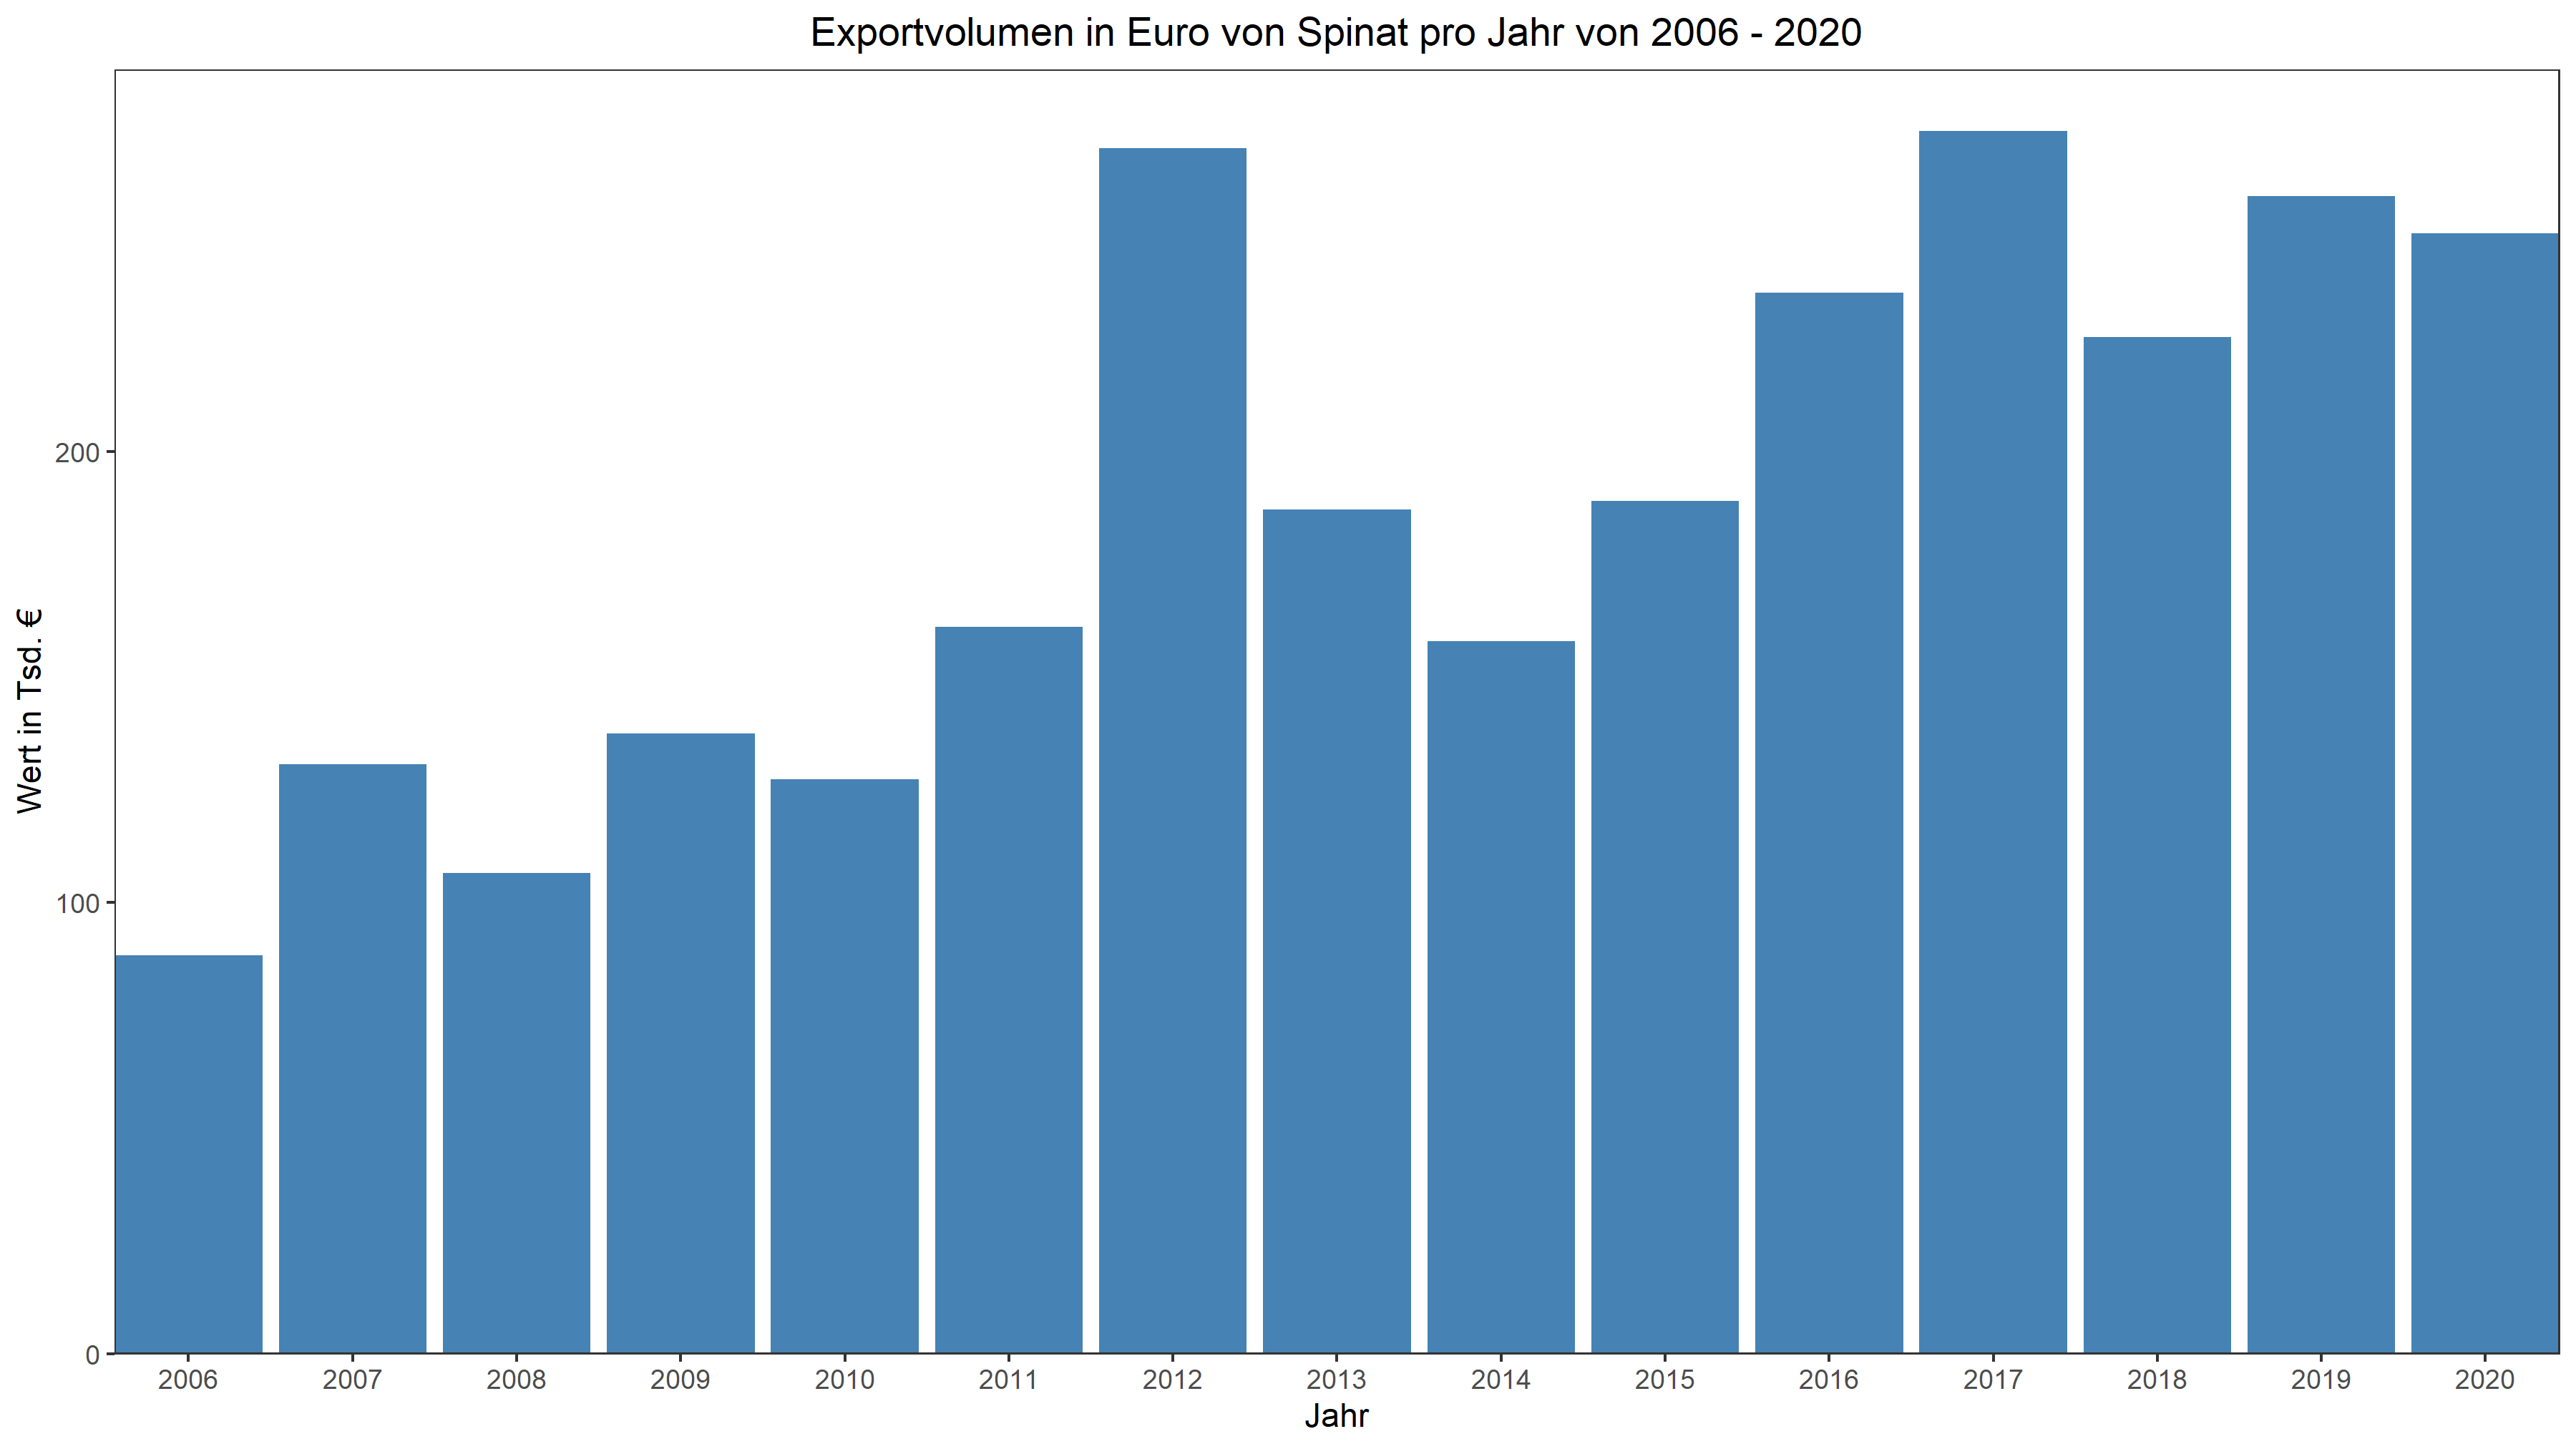 Exportvolumen in Euro von Spinat pro Jahr von 2006 - 2020
Wert in Tsd. €
200
100
0
2006 2007 2008 2009 2010 2011 2012 2013 2014 2015 2016 2017 2018 2019 2020
Jahr